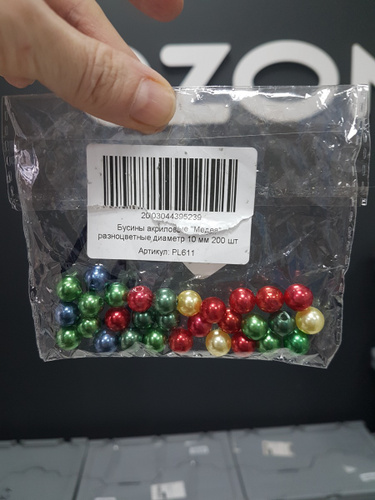 OZON
2003044395239
Бусины акриловые "Медея"
разноцветные диаметр 10 мм 200 шт
Артикул: PL611